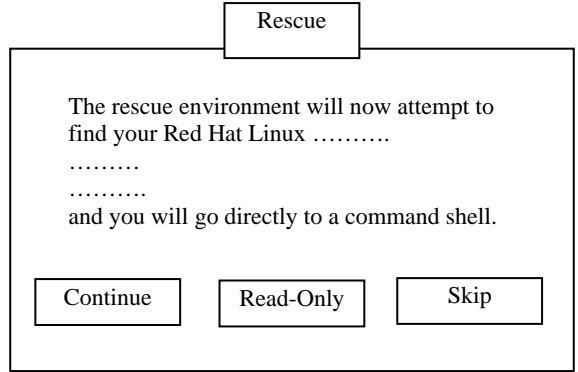 Rescue
The rescue environment will now attempt to
find your Red Hat Linux ……….
………
……….
and you will go directly to a command shell.
Continue
Read-Only
Skip